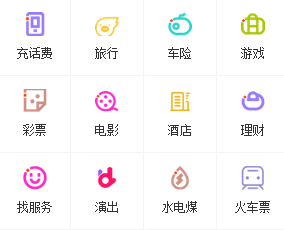 充话费 旅行 车险 游戏
彩票 电影 酒店 理财
找服务 演出 水电煤 火车票